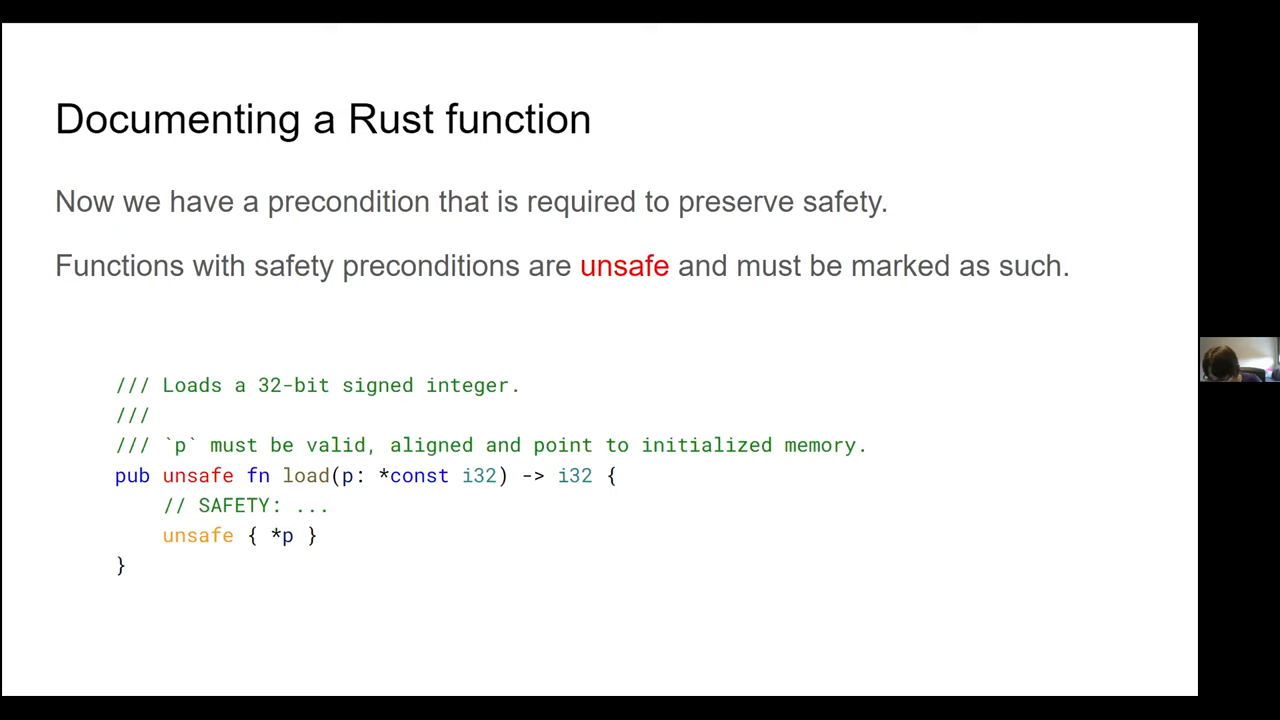 Documenting a Rust function
Now we have a precondition that is required to preserve safety.
Functions with safety preconditions are unsafe and must be marked as such.
/// Loads a 32-bit signed integer.
///
/// `p` must be valid, aligned and point to initialized memory.
pub unsafe fn load(p: *const i32) -> i32 {
    // SAFETY: ...
    unsafe { *p }
}